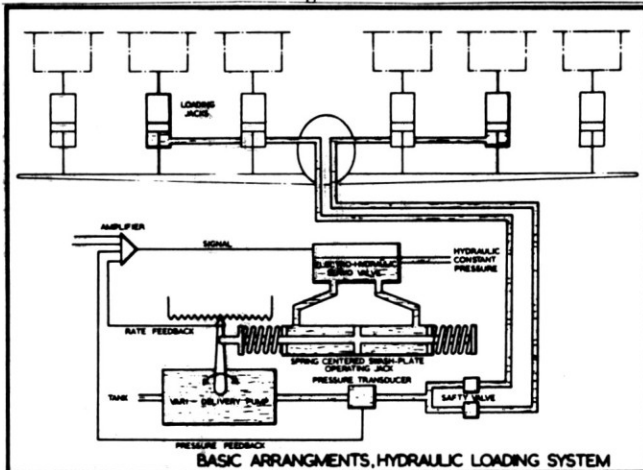 LOADING
JACKS
AMPLIFIER
SIGNAL
ELECTRO-HYDRAULIC
SERVO VALVE
HYDRAULIC
CONSTANT
PRESSURE
RATE FEEDBACK
SPRING CENTERED SWASH-PLATE
OPERATING JACK
PRESSURE TRANSDUCER
TANK
VARI- DELIVERY PUMP
SAFTY VALVE
PRESSURE FEEDBACK
BASIC ARRANGMENTS, HYDRAULIC LOADING SYSTEM